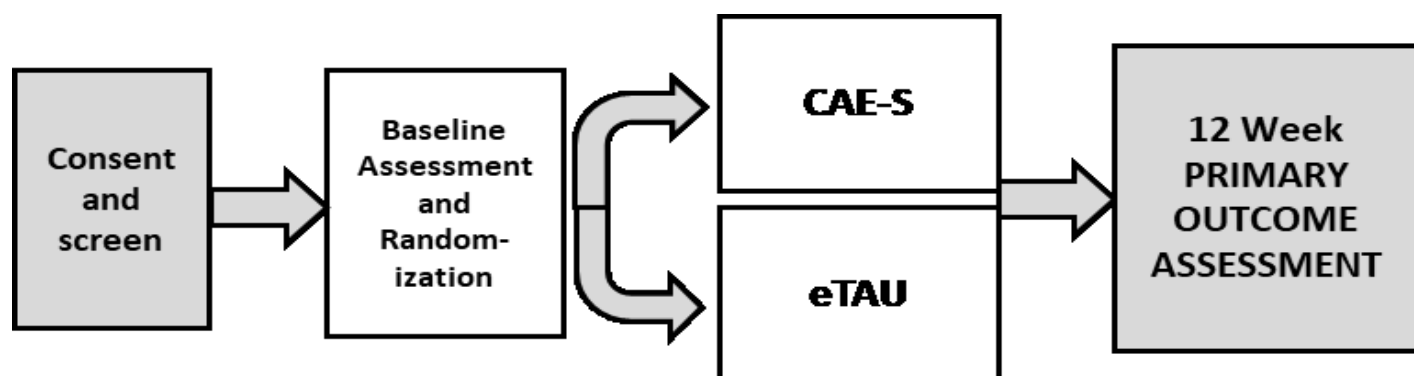 Consent
and
screen
Baseline
Assessment
and
Random-
ization
CAE-S
eTAU
12 Week
PRIMARY
OUTCOME
ASSESSMENT